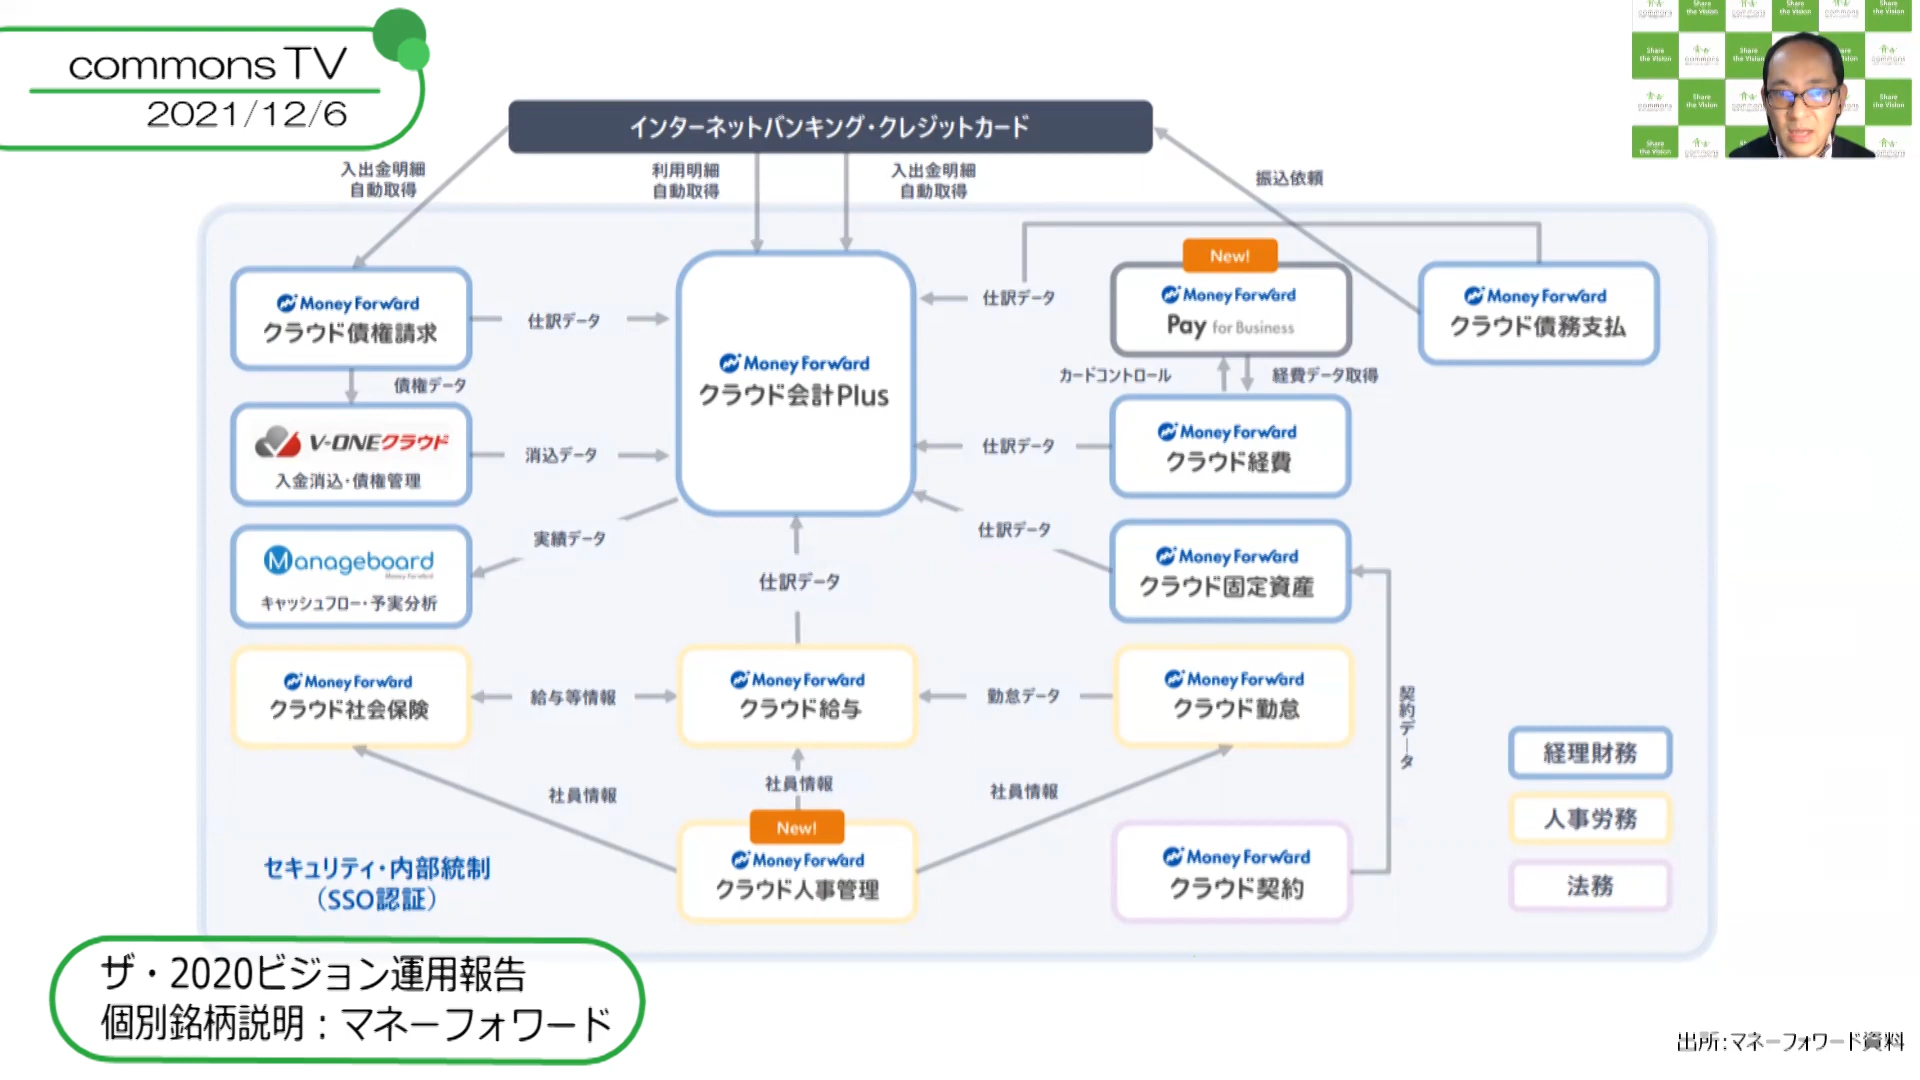 commons TV
2021/12/6
インターネットバンキング・クレジットカード
入出金明細
自動取得
利用明細
自動取得
入出金明細
自動取得
振込依頼
Money Forward
クラウド債権請求
仕訳データ
債権データ
V-ONEクラウド
入金消込・債権管理
消込データ
Manageboard
Money Forward
キャッシュフロー・予実分析
実績データ
Money Forward
クラウド会計Plus
仕訳データ
New!
Money Forward
Pay for Business
Money Forward
クラウド債務支払
カードコントロール
経費データ取得
仕訳データ
Money Forward
クラウド経費
仕訳データ
Money Forward
クラウド固定資産
仕訳データ
Money Forward
クラウド社会保険
給与等情報
Money Forward
クラウド給与
勤怠データ
Money Forward
クラウド勤怠
契約データ
社員情報
社員情報
社員情報
New!
Money Forward
クラウド人事管理
Money Forward
クラウド契約
経理財務
人事労務
法務
セキュリティ・内部統制
(SSO認証)
ザ・2020ビジョン運用報告
個別銘柄説明：マネーフォワード
出所:マネーフォワード資料
Share
the Vision
commons